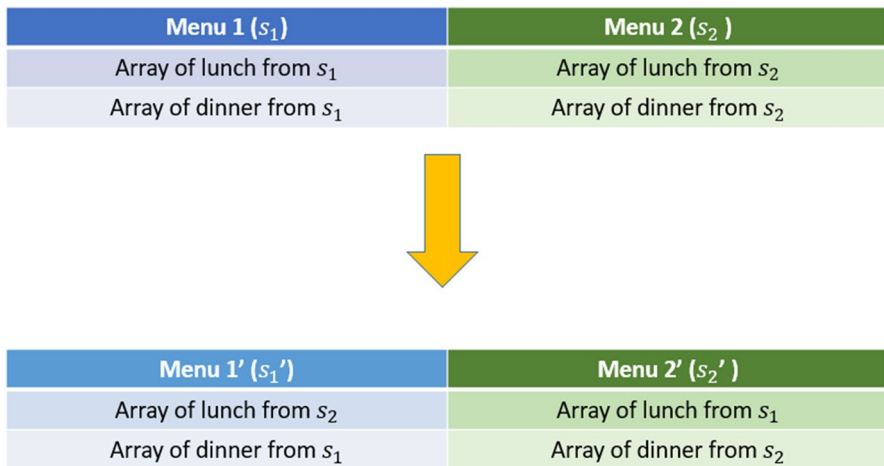 Menu 1 (s₁) Menu 2 (s₂ )
Array of lunch from s₁ Array of lunch from s₂
Array of dinner from s₁ Array of dinner from s₂
Menu 1’ (s₁’) Menu 2’ (s₂’ )
Array of lunch from s₂ Array of lunch from s₁
Array of dinner from s₁ Array of dinner from s₂